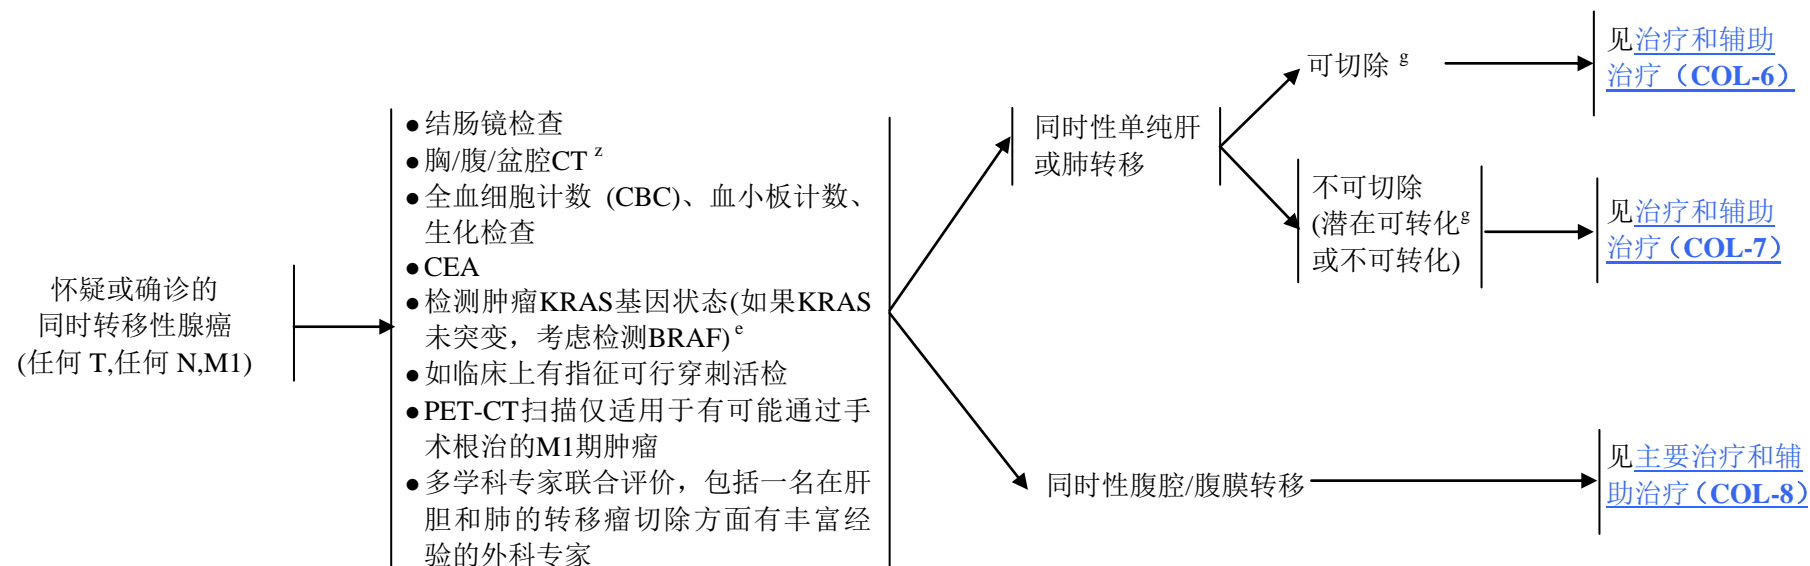 怀疑或确诊的
同时转移性腺癌
(任何 T,任何 N,M1)
●结肠镜检查
●胸/腹/盆腔CT z
●全血细胞计数 (CBC)、血小板计数、
生化检查
●CEA
●检测肿瘤KRAS基因状态(如果KRAS
未突变，考虑检测BRAF) e
●如临床上有指征可行穿刺活检
●PET-CT扫描仅适用于有可能通过手
术根治的M1期肿瘤
●多学科专家联合评价，包括一名在肝
胆和肺的转移瘤切除方面有丰富经
验的外科专家
同时性单纯肝
或肺转移
可切除 g
见治疗和辅助
治疗（COL-6）
不可切除
(潜在可转化g
或不可转化)
见治疗和辅助
治疗（COL-7）
同时性腹腔/腹膜转移
见主要治疗和辅
助治疗（COL-8）